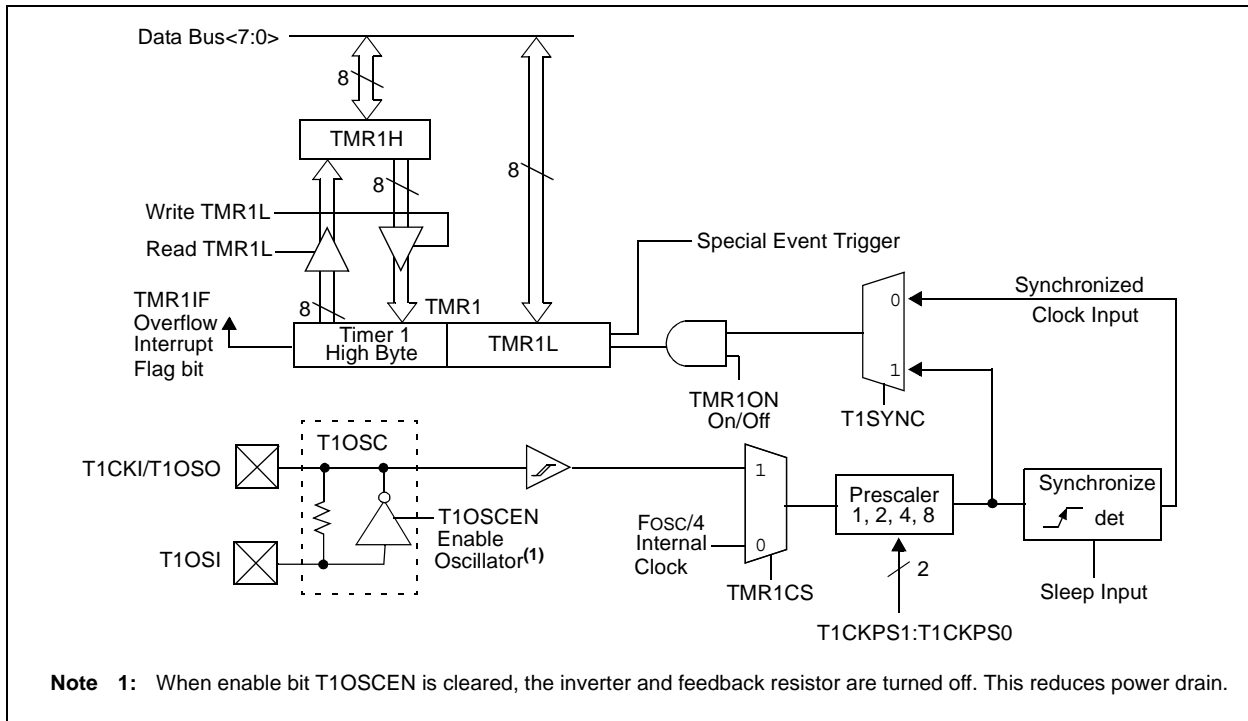 Data Bus<7:0>
8
TMR1H
8
8
Write TMR1L
Read TMR1L
Special Event Trigger
TMR1IF
Overflow
Interrupt
Flag bit
8
TMR1
Timer 1
High Byte
TMR1L
0
Synchronized
Clock Input
1
TMR1ON
On/Off
T1SYNC
T1OSC
T1CKI/T1OSO
1
Prescaler
1, 2, 4, 8
Synchronize
det
T1OSCEN
Enable
Oscillator(1)
FOSC/4
Internal
Clock
0
T1OSI
TMR1CS
2
Sleep Input
T1CKPS1:T1CKPS0
Note 1: When enable bit T1OSCEN is cleared, the inverter and feedback resistor are turned off. This reduces power drain.